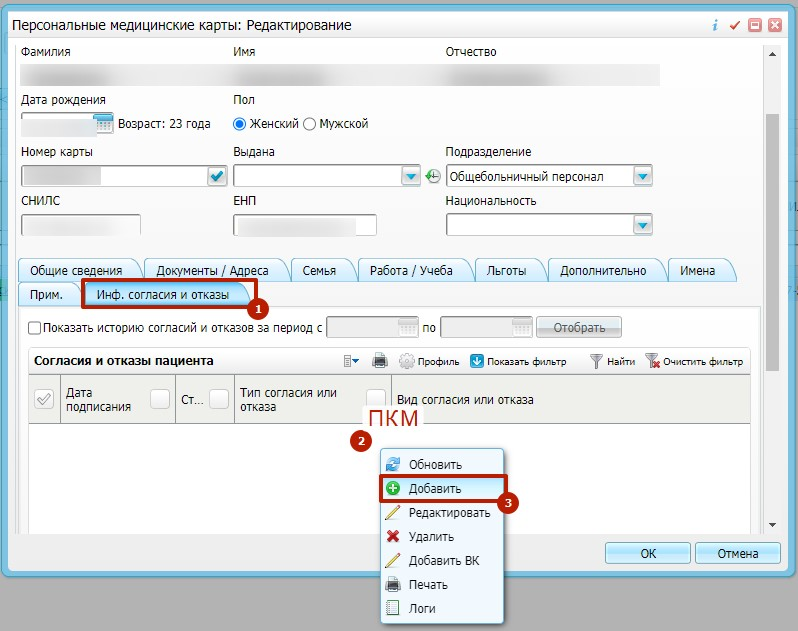 Персональные медицинские карты: Редактирование
Фамилия Имя Отчество
Дата рождения Пол
Возраст: 23 года Женский Мужской
Номер карты Выдана Подразделение
Общебольничный персонал
СНИЛС ЕНП Национальность
Общие сведения Документы / Адреса Семья Работа / Учеба Льготы Дополнительно Имена
Прим. Инф. согласия и отказы
1
Показать историю согласий и отказов за период с по Отобрать
Согласия и отказы пациента Профиль Показать фильтр Найти Очистить фильтр
Дата подписания Ст... Тип согласия или отказа Вид согласия или отказа
ПКМ
2
Обновить
Добавить
3
Редактировать
Удалить
Добавить ВК
Печать
Логи
ОК Отмена